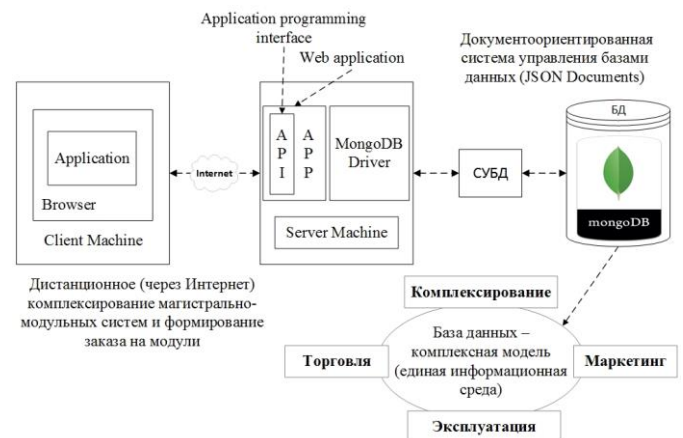 Application programming
interface
Web application
Документоориентированная
система управления базами
данных (JSON Documents)
Application
Browser
Client Machine
Internet
A
P
I
A
P
P
MongoDB
Driver
Server Machine
СУБД
БД
mongoDB
Дистанционное (через Интернет)
комплексирование магистрально-
модульных систем и формирование
заказа на модули
Комплексирование
Торговля
База данных –
комплексная модель
(единая информационная
среда)
Маркетинг
Эксплуатация